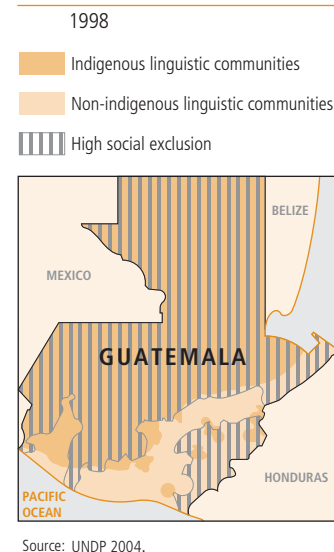 1998
Indigenous linguistic communities
Non-indigenous linguistic communities
High social exclusion
BELIZE
MEXICO
GUATEMALA
HONDURAS
PACIFIC
OCEAN
Source: UNDP 2004.